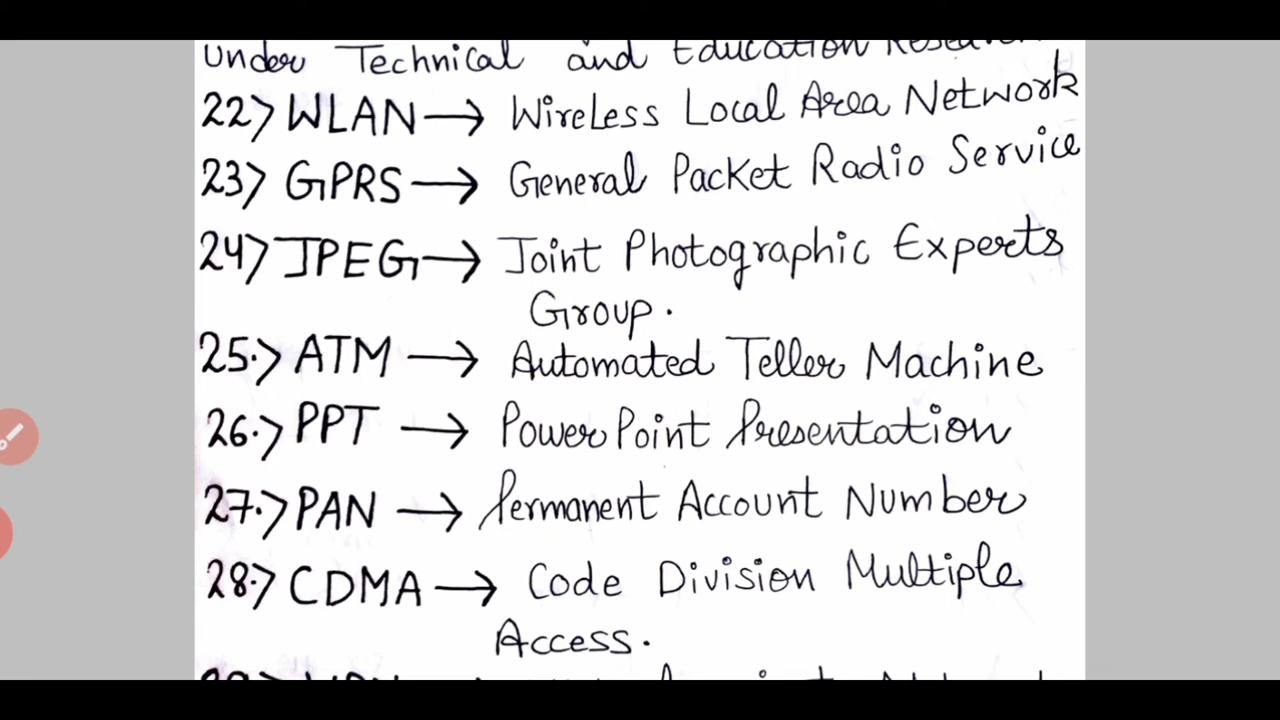 Under Technical and Education Research
22> WLAN → Wireless Local Area Network
23> GPRS → General Packet Radio Service
24> JPEG → Joint Photographic Experts
Group.
25.> ATM → Automated Teller Machine
26.> PPT → PowerPoint Presentation
27.> PAN → Permanent Account Number
28.> CDMA → Code Division Multiple
Access.